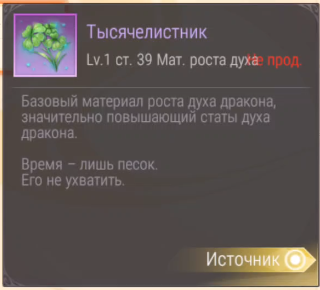 Тысячелистник
Lv.1 ст. 39 Мат. роста духа Не прод.
Базовый материал роста духа дракона,
значительно повышающий статы духа
дракона.
Время – лишь песок.
Его не ухватить.
Источник